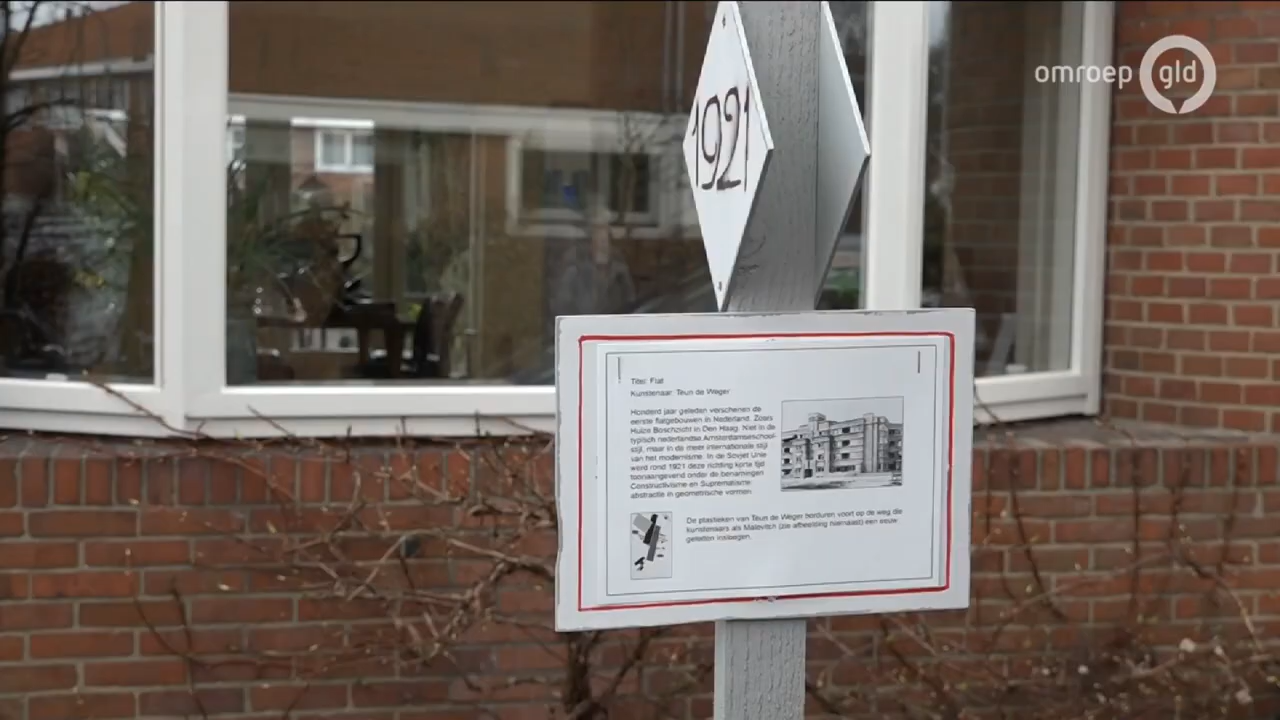 omroep gld
1921
Titel: Flat
Kunstenaar: Teun de Weger
Honderd jaar geleden verschenen de
eerste flatgebouwen in Nederland. Zoals
Huize Boschzicht in Den Haag. Niet in de
typisch nederlandse Amsterdamseschool-
stijl, maar in de meer internationale stijl
van het modernisme. In de Sovjet Unie
werd rond 1921 deze richting korte tijd
toonaangevend onder de benamingen
Constructivisme en Suprematisme:
abstractie in geometrische vormen.
De plastieken van Teun de Weger borduren voort op de weg die
kunstenaars als Malevitch (zie afbeelding hiernaast) een eeuw
geleden insloegen.